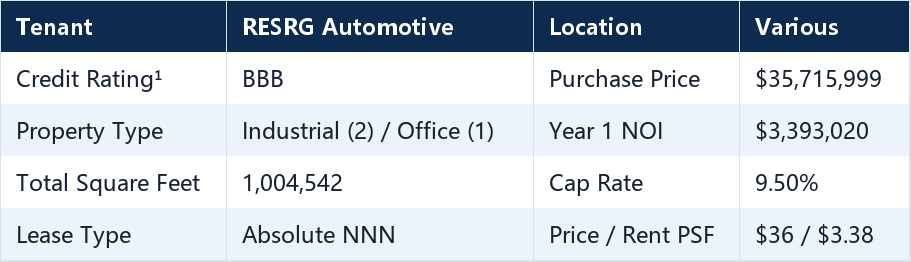 Tenant RESRG Automotive Location Various
Credit Rating¹ BBB Purchase Price $35,715,999
Property Type Industrial (2) / Office (1) Year 1 NOI $3,393,020
Total Square Feet 1,004,542 Cap Rate 9.50%
Lease Type Absolute NNN Price / Rent PSF $36 / $3.38